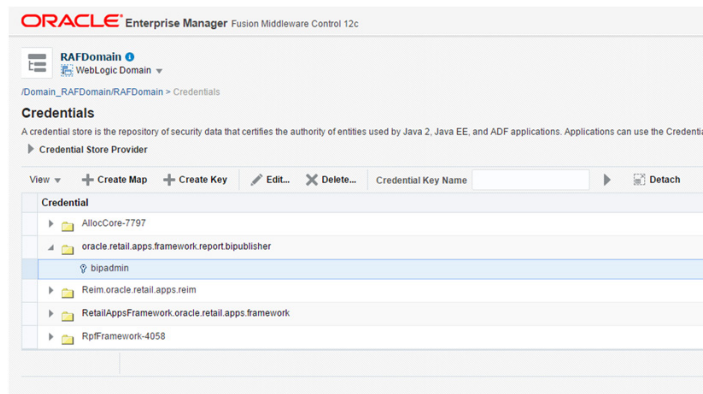 ORACLE® Enterprise Manager Fusion Middleware Control 12c
RAFDomain
WebLogic Domain
/Domain_RAFDomain/RAFDomain > Credentials
Credentials
A credential store is the repository of security data that certifies the authority of entities used by Java 2, Java EE, and ADF applications. Applications can use the Credentia
Credential Store Provider
View Create Map Create Key Edit... Delete... Credential Key Name Detach
Credential
AllocCore-7797
oracle.retail.apps.framework.report.bipublisher
bipadmin
Reim.oracle.retail.apps.reim
RetailAppsFramework.oracle.retail.apps.framework
RpfFramework-4058